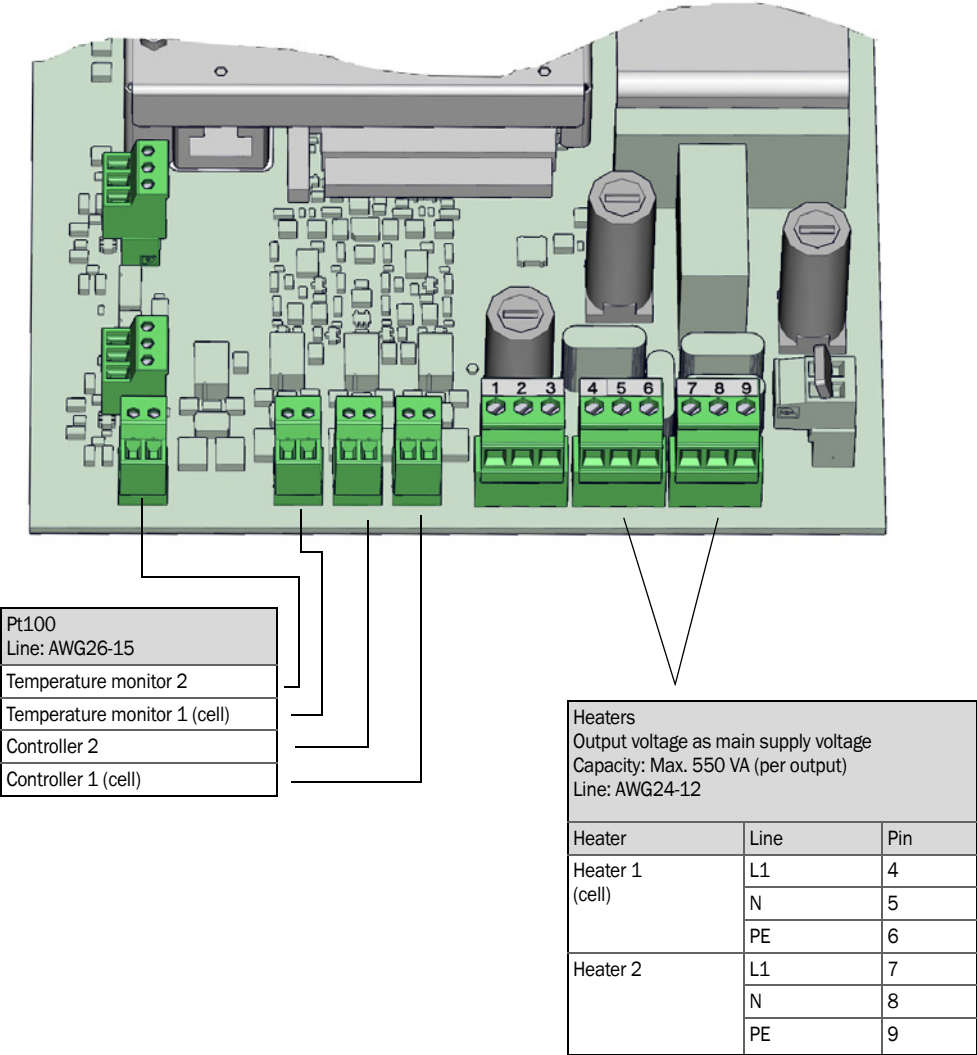 1 2 3 4 5 6 7 8 9
Pt100
Line: AWG26-15
Temperature monitor 2
Temperature monitor 1 (cell)
Controller 2
Controller 1 (cell)
Heaters
Output voltage as main supply voltage
Capacity: Max. 550 VA (per output)
Line: AWG24-12
Heater Line Pin
Heater 1 L1 4
(cell)
N 5
PE 6
Heater 2 L1 7
N 8
PE 9